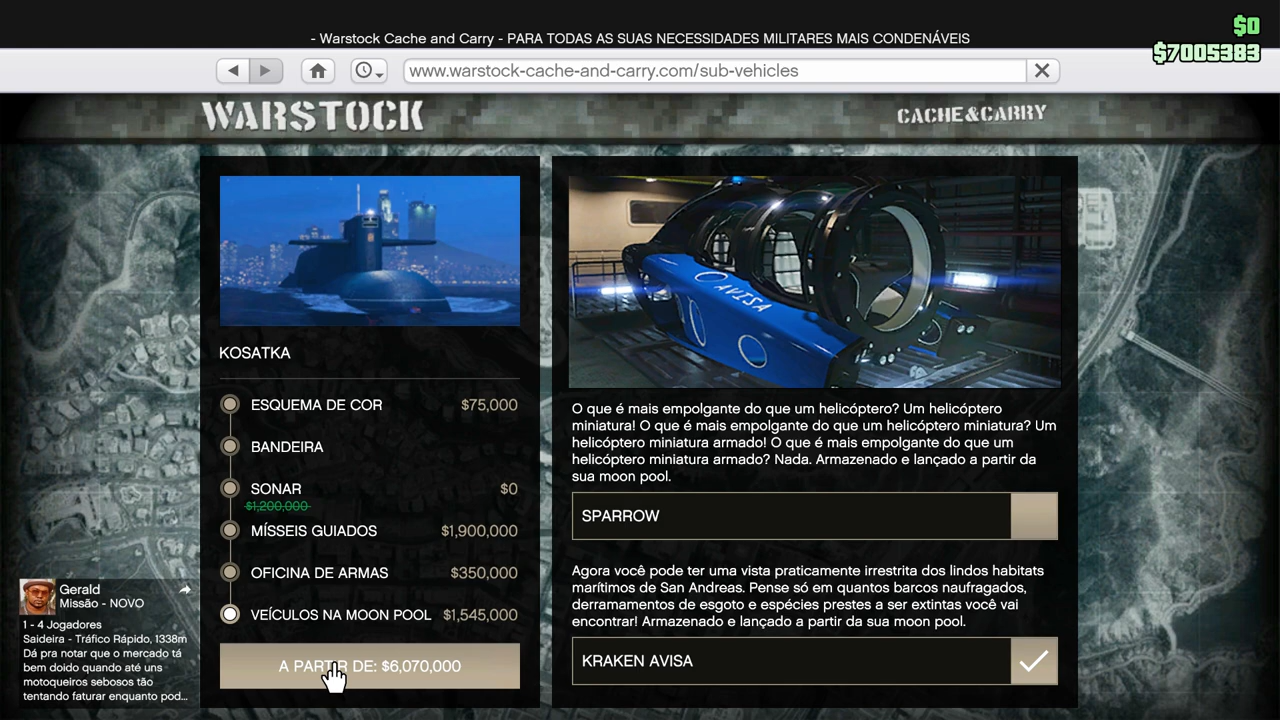 - Warstock Cache and Carry - PARA TODAS AS SUAS NECESSIDADES MILITARES MAIS CONDENÁVEIS
$0
$7005383
www.warstock-cache-and-carry.com/sub-vehicles
WARSTOCK
CACHE&CARRY
KOSATKA
ESQUEMA DE COR $75,000
BANDEIRA
SONAR $0
$1,200,000
MÍSSEIS GUIADOS $1,900,000
OFICINA DE ARMAS $350,000
VEÍCULOS NA MOON POOL $1,545,000
A PARTIR DE: $6,070,000
AVISA
O que é mais empolgante do que um helicóptero? Um helicóptero
miniatura! O que é mais empolgante do que um helicóptero miniatura? Um
helicóptero miniatura armado! O que é mais empolgante do que um
helicóptero miniatura armado? Nada. Armazenado e lançado a partir da
sua moon pool.
SPARROW
Agora você pode ter uma vista praticamente irrestrita dos lindos habitats
marítimos de San Andreas. Pense só em quantos barcos naufragados,
derramamentos de esgoto e espécies prestes a ser extintas você vai
encontrar! Armazenado e lançado a partir da sua moon pool.
KRAKEN AVISA
Gerald
Missão - NOVO
1 - 4 Jogadores
Saideira - Tráfico Rápido, 1338m
Dá pra notar que o mercado tá
bem doido quando até uns
motoqueiros sebosos tão
tentando faturar enquanto pod...